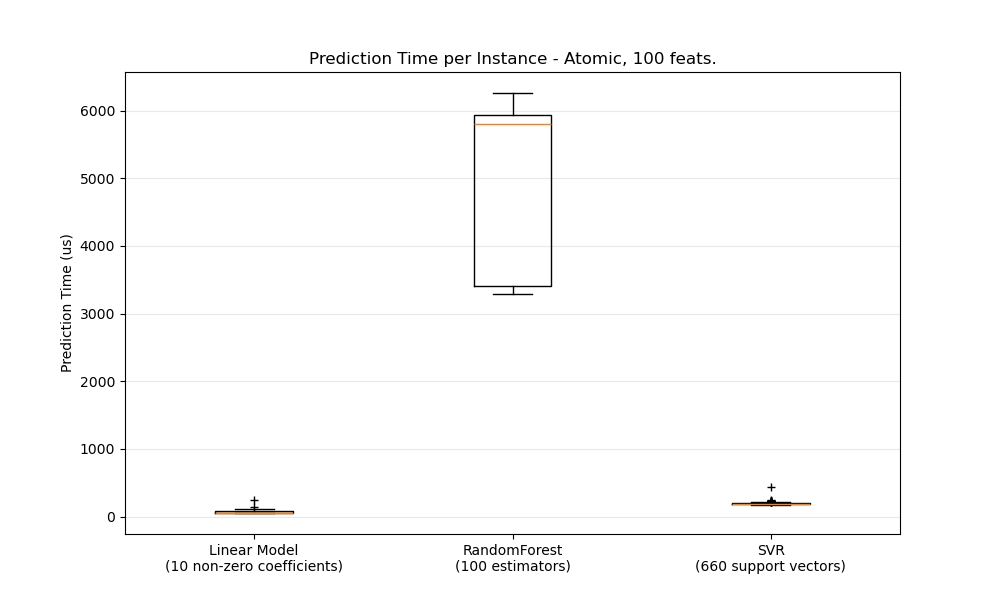 Prediction Time per Instance - Atomic, 100 feats.
Prediction Time (us)
6000
5000
4000
3000
2000
1000
0
Linear Model
(10 non-zero coefficients)
RandomForest
(100 estimators)
SVR
(660 support vectors)